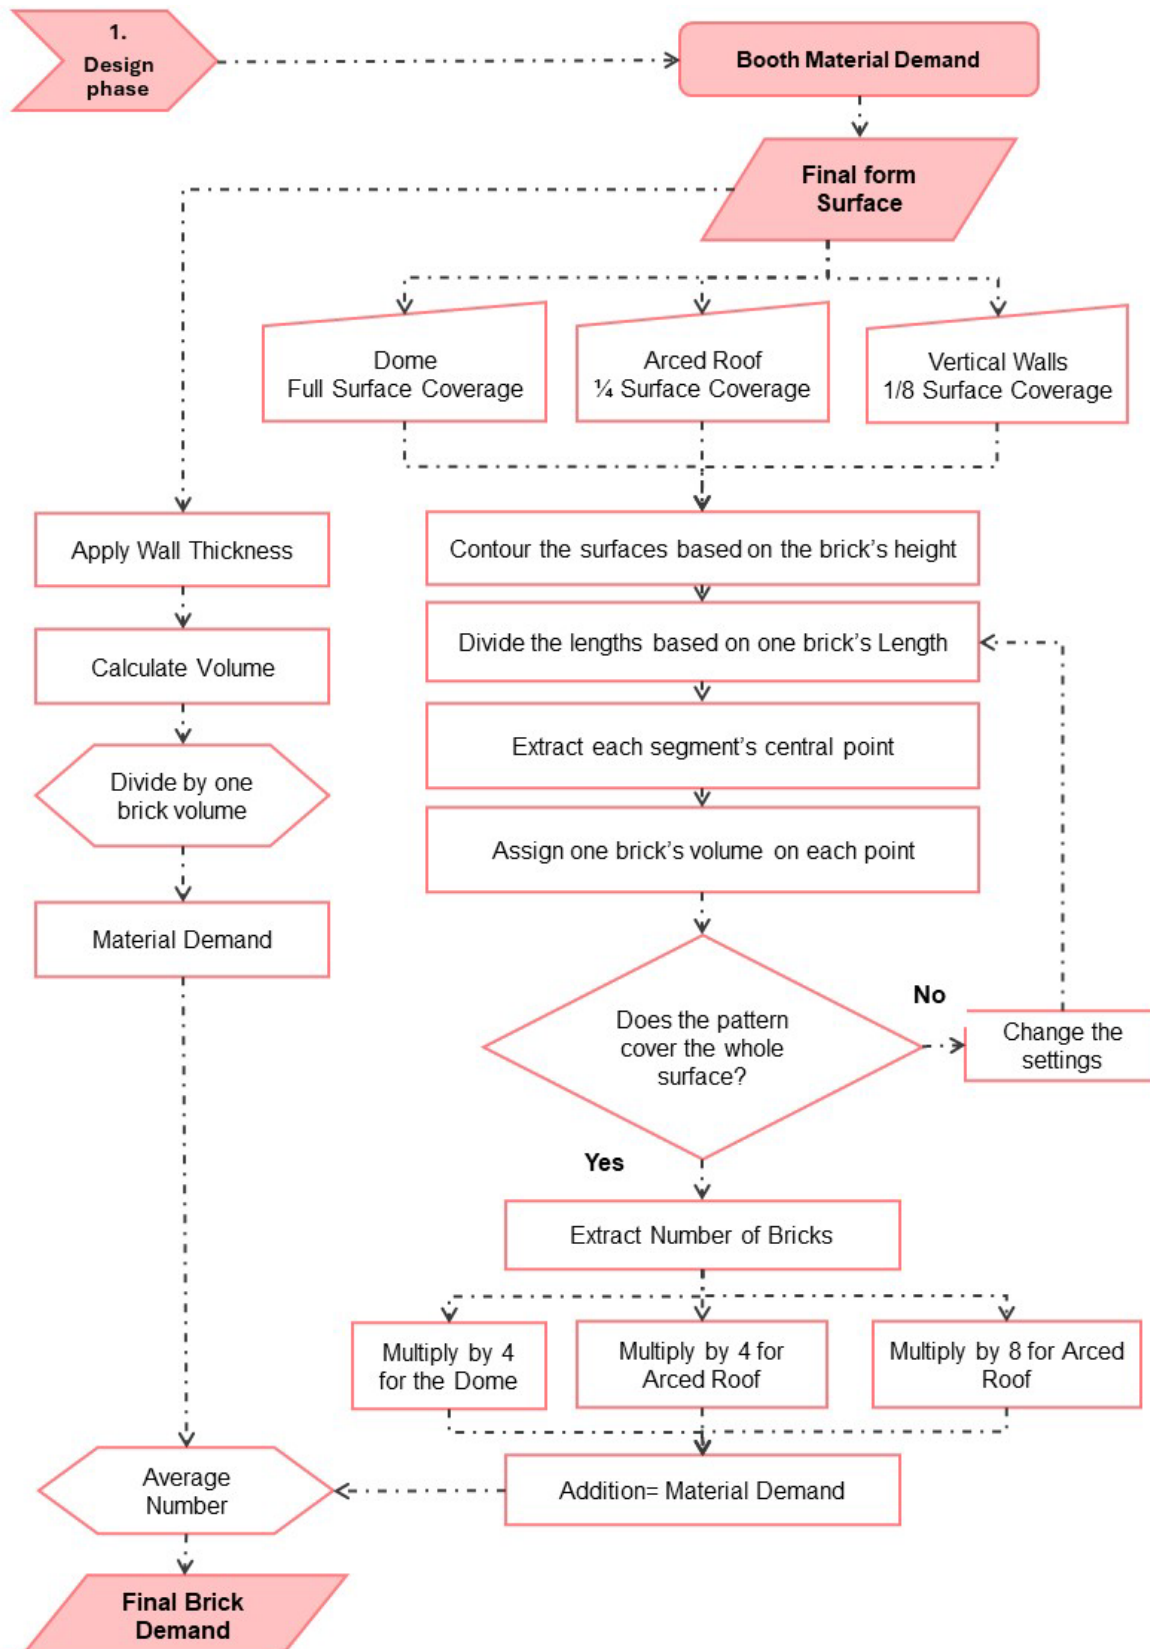 1.
Design
phase
Booth Material Demand
Final form
Surface
Dome
Full Surface Coverage
Arced Roof
¼ Surface Coverage
Vertical Walls
1/8 Surface Coverage
Apply Wall Thickness
Contour the surfaces based on the brick's height
Divide the lengths based on one brick's Length
Calculate Volume
Extract each segment's central point
Divide by one
brick volume
Assign one brick's volume on each point
Material Demand
Does the pattern
cover the whole
surface?
No
Change the
settings
Yes
Extract Number of Bricks
Multiply by 4
for the Dome
Multiply by 4 for
Arced Roof
Multiply by 8 for Arced
Roof
Average
Number
Addition= Material Demand
Final Brick
Demand